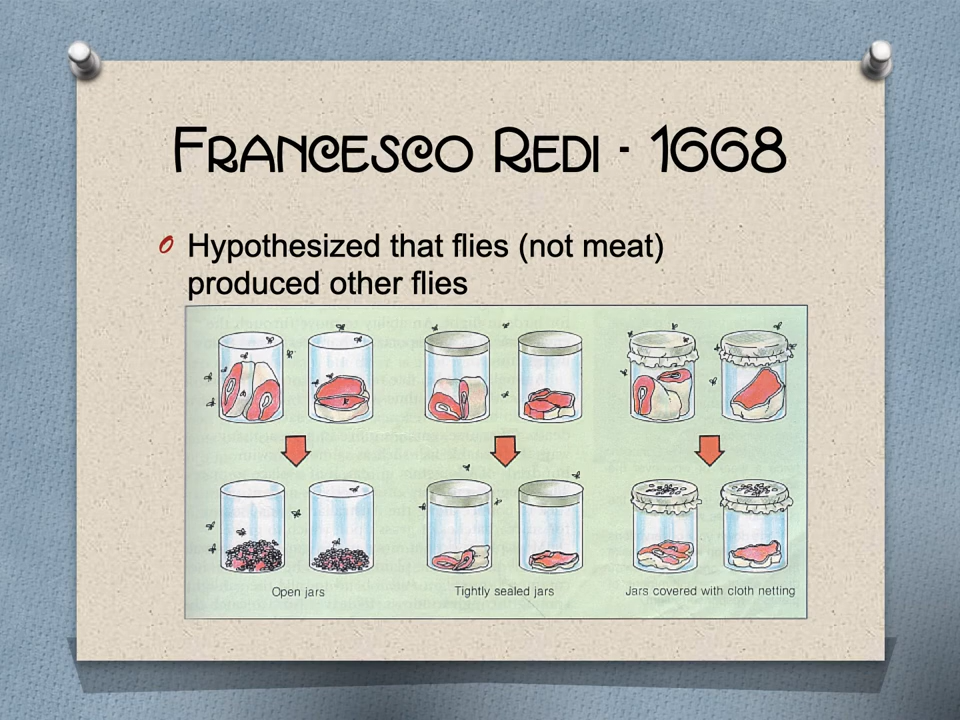 Francesco Redi - 1668
Hypothesized that flies (not meat)
produced other flies
Open jars
Tightly sealed jars
Jars covered with cloth netting